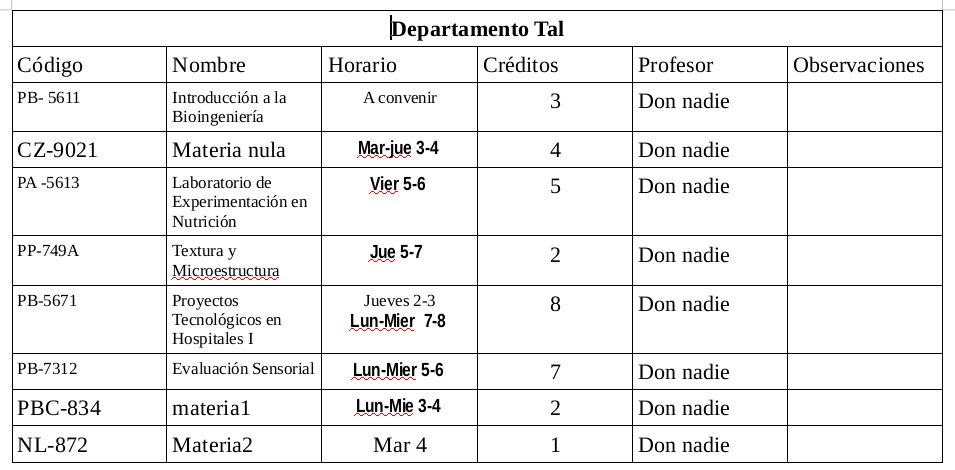 Departamento Tal
Código Nombre Horario Créditos Profesor Observaciones
PB- 5611 Introducción a la A convenir 3 Don nadie
Bioingeniería
CZ-9021 Materia nula Mar-jue 3-4 4 Don nadie
PA -5613 Laboratorio de Vier 5-6 5 Don nadie
Experimentación en
Nutrición
PP-749A Textura y Jue 5-7 2 Don nadie
Microestructura
PB-5671 Proyectos Jueves 2-3 8 Don nadie
Tecnológicos en Lun-Mier 7-8
Hospitales I
PB-7312 Evaluación Sensorial Lun-Mier 5-6 7 Don nadie
PBC-834 materia1 Lun-Mie 3-4 2 Don nadie
NL-872 Materia2 Mar 4 1 Don nadie